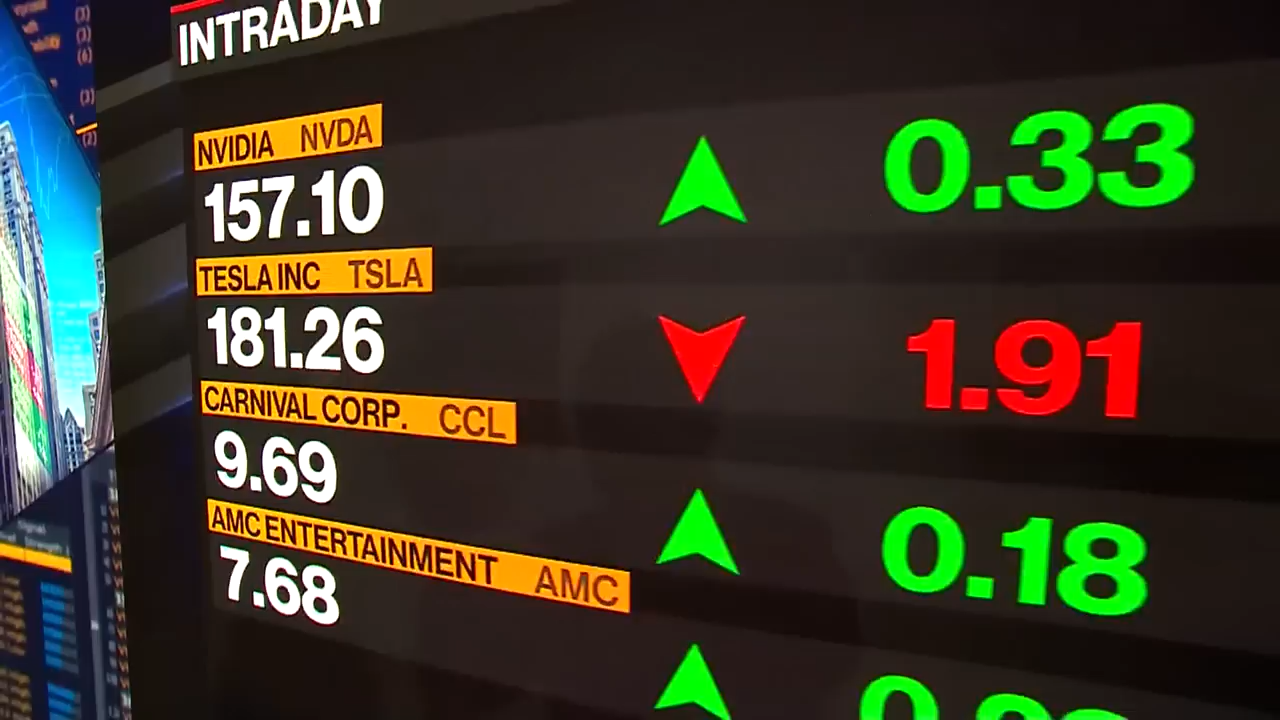 INTRADAY
NVIDIA NVDA
157.10
0.33
TESLA INC TSLA
181.26
1.91
CARNIVAL CORP. CCL
9.69
0.18
AMC ENTERTAINMENT AMC
7.68